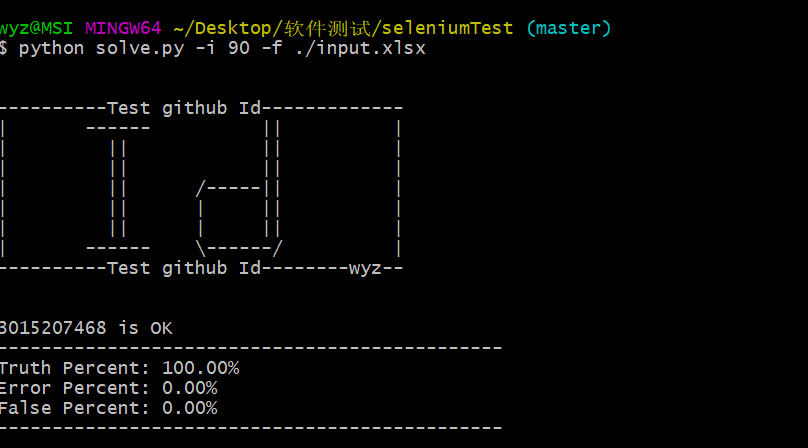 wyz@MSI MINGW64 ~/Desktop/软件测试/seleniumTest (master)
$ python solve.py -i 90 -f ./input.xlsx
----------Test github Id-------------
|       ------          ||          |
|         ||            ||          |
|         ||            ||          |
|         ||      /-----||          |
|         ||      |     ||          |
|         ||      |     ||          |
|       ------    \------/          |
----------Test github Id--------wyz--
3015207468 is OK
----------------------------------------------
Truth Percent: 100.00%
Error Percent: 0.00%
False Percent: 0.00%
----------------------------------------------